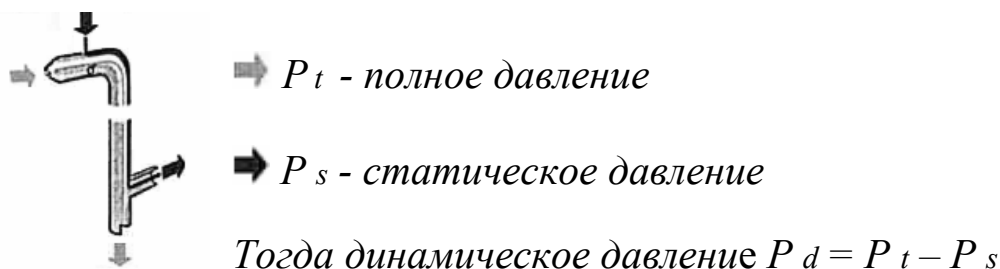 P t - полное давление
P s - статическое давление
Тогда динамическое давление P d = P t – P s